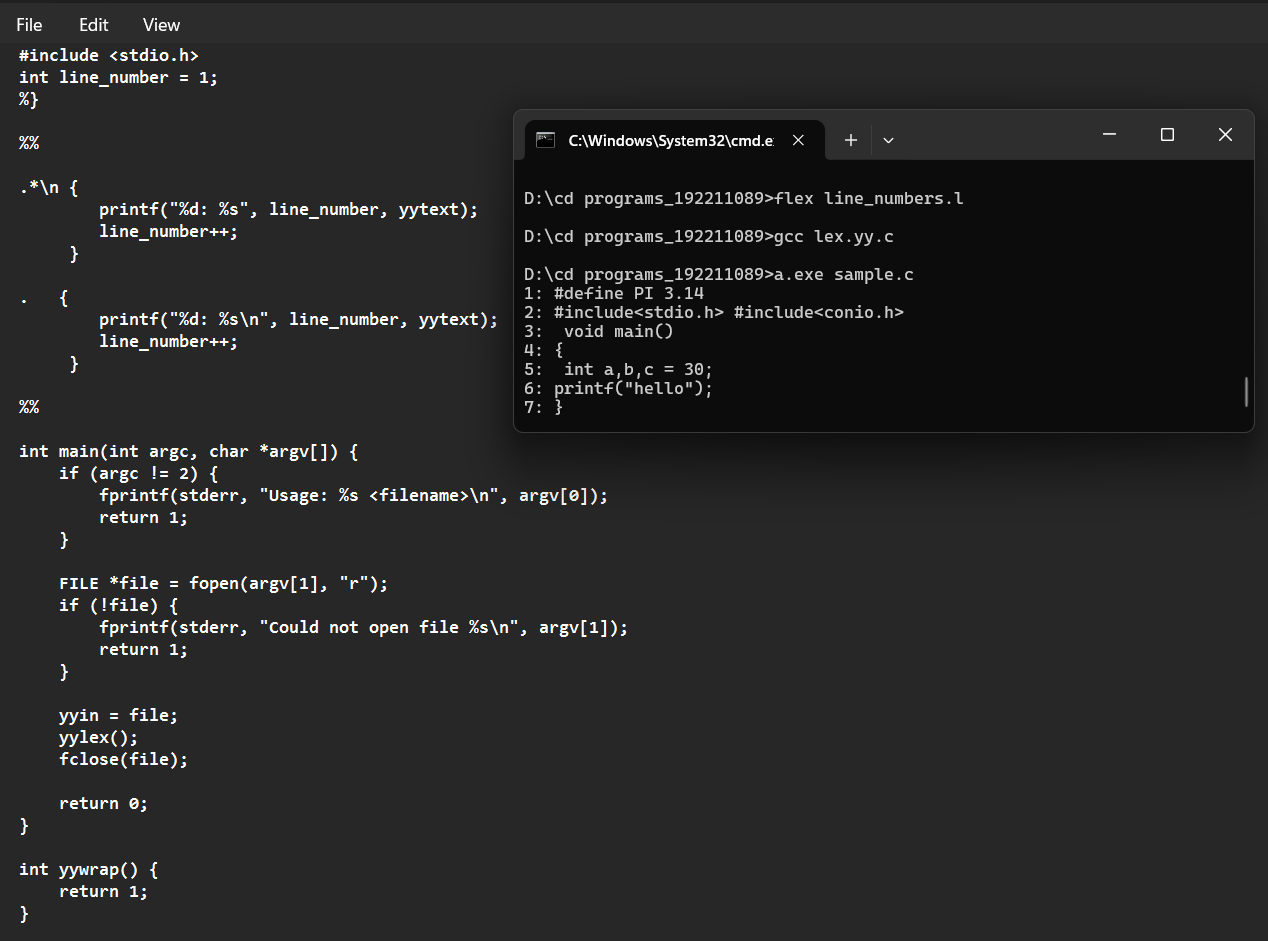 File Edit View
#include <stdio.h>
int line_number = 1;
%}
%%
.*\n {
        printf("%d: %s", line_number, yytext);
        line_number++;
     }
.   {
        printf("%d: %s\n", line_number, yytext);
        line_number++;
     }
%%
int main(int argc, char *argv[]) {
    if (argc != 2) {
        fprintf(stderr, "Usage: %s <filename>\n", argv[0]);
        return 1;
    }
    FILE *file = fopen(argv[1], "r");
    if (!file) {
        fprintf(stderr, "Could not open file %s\n", argv[1]);
        return 1;
    }
    yyin = file;
    yylex();
    fclose(file);
    return 0;
}
int yywrap() {
    return 1;
}
C:\Windows\System32\cmd.e
D:\cd programs_192211089>flex line_numbers.l
D:\cd programs_192211089>gcc lex.yy.c
D:\cd programs_192211089>a.exe sample.c
1: #define PI 3.14
2: #include<stdio.h> #include<conio.h>
3:  void main()
4: {
5:  int a,b,c = 30;
6: printf("hello");
7: }